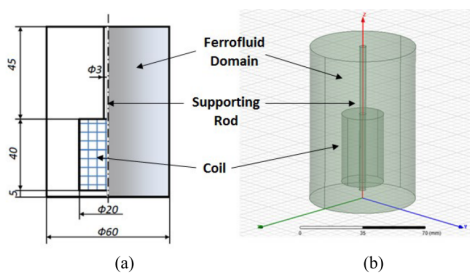 45
40
5
Φ3
Φ20
Φ60
Ferrofluid
Domain
Supporting
Rod
Coil
z
0 35 70 (mm)
(a)
(b)